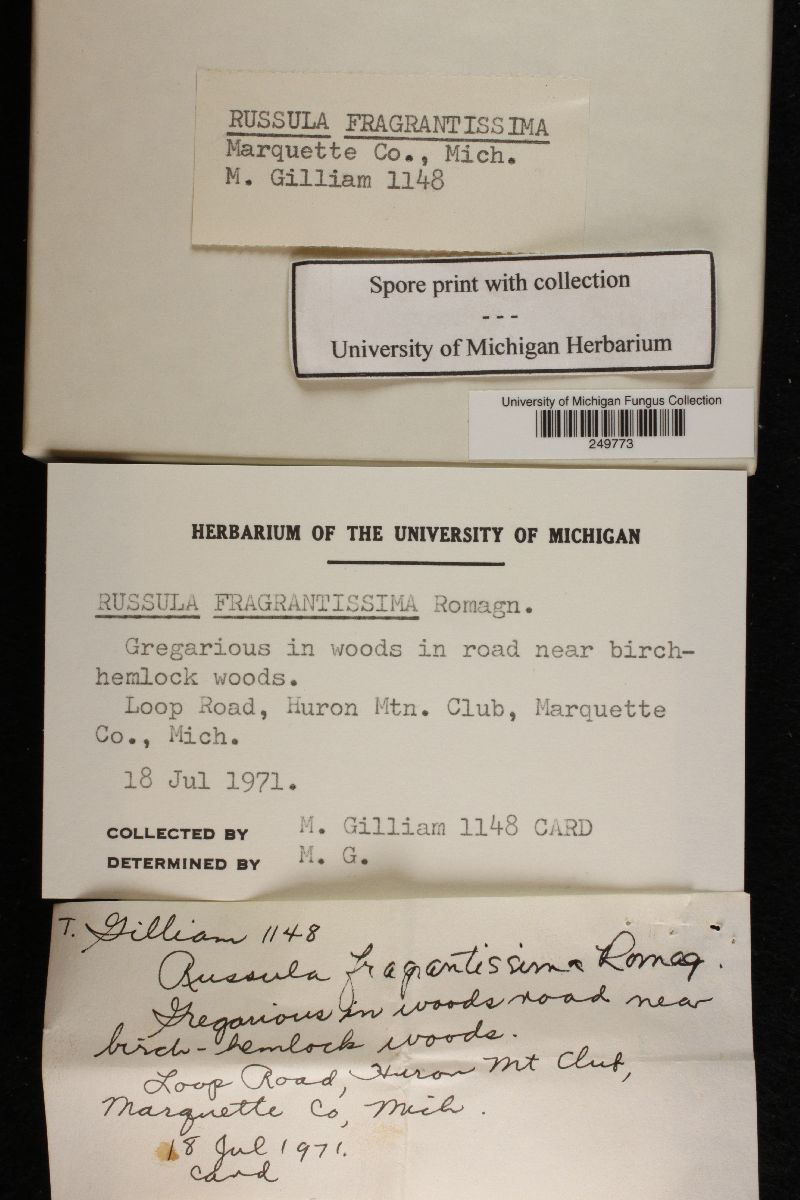 RUSSULA FRAGRANTISSIMA
Marquette Co., Mich.
M. Gilliam 1148
Spore print with collection
---
University of Michigan Herbarium
University of Michigan Fungus Collection
249773
HERBARIUM OF THE UNIVERSITY OF MICHIGAN
RUSSULA FRAGRANTISSIMA Romagn.
Gregarious in woods in road near birch-
hemlock woods.
Loop Road, Huron Mtn. Club, Marquette
Co., Mich.
18 Jul 1971.
COLLECTED BY M. Gilliam 1148 CARD
DETERMINED BY M. G.
T. Gilliam 1148
Russula fragrantissima Romag.
Gregarious in woods road near
birch-hemlock woods.
Loop Road, Huron Mt Club,
Marquette Co, Mich.
18 Jul 1971.
card